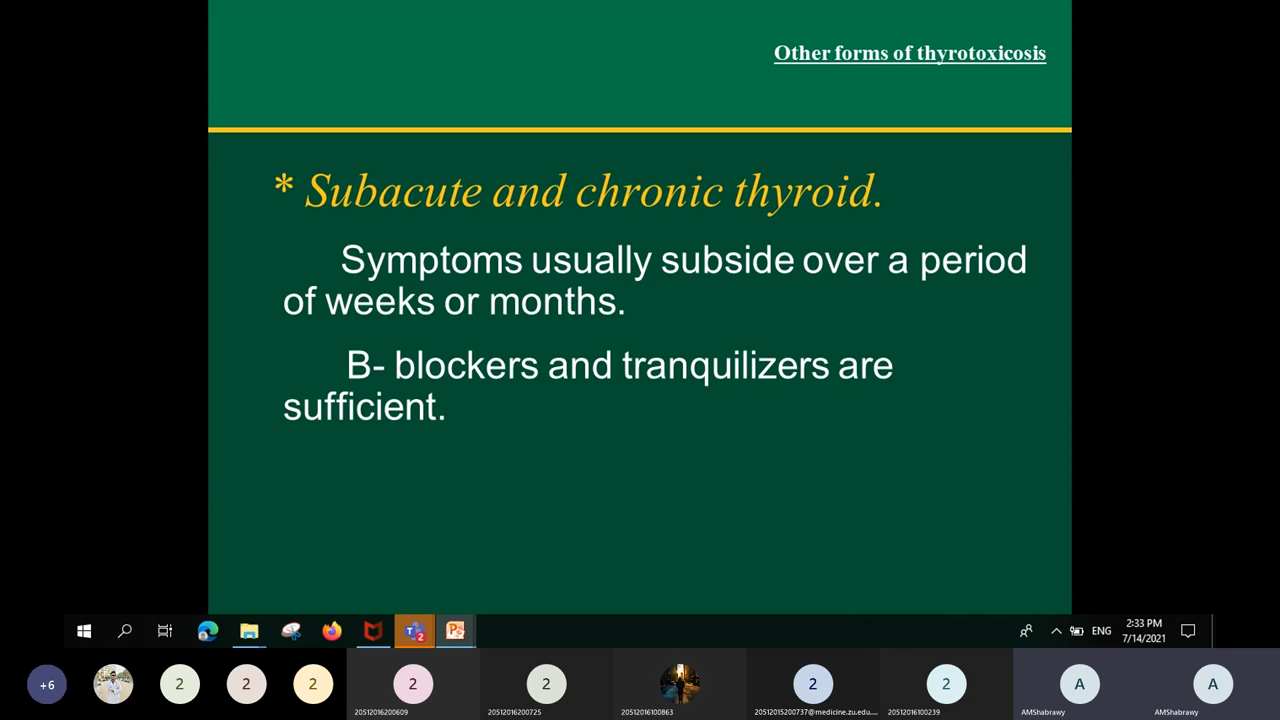 Other forms of thyrotoxicosis
* Subacute and chronic thyroid.
Symptoms usually subside over a period
of weeks or months.
B- blockers and tranquilizers are
sufficient.
2
ENG
2:33 PM
7/14/2021
+6
2
2
2
2
2
2
2
A
A
20512016200609
20512016200725
20512016100863
20512015200737@medicine.zu.edu....
20512016100239
AMShabrawy
AMShabrawy